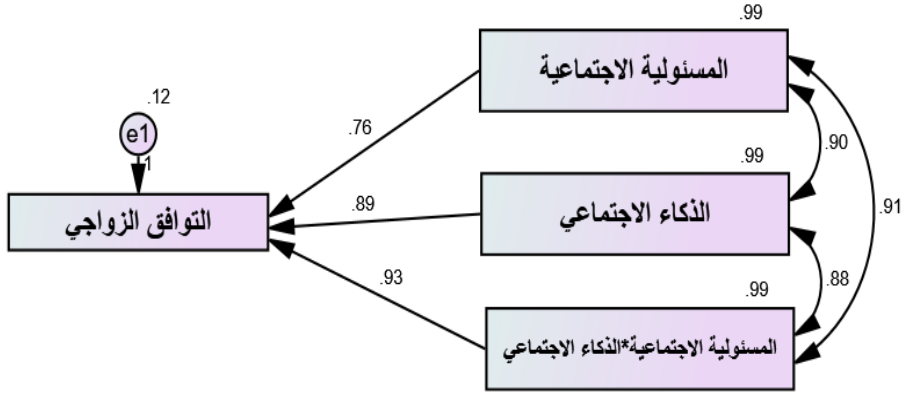 .99
المسئولية الاجتماعية
.12
e1
1
.76
.90
.99
الذكاء الاجتماعي
.89
التوافق الزواجي
.91
.93
.88
.99
المسئولية الاجتماعية*الذكاء الاجتماعي